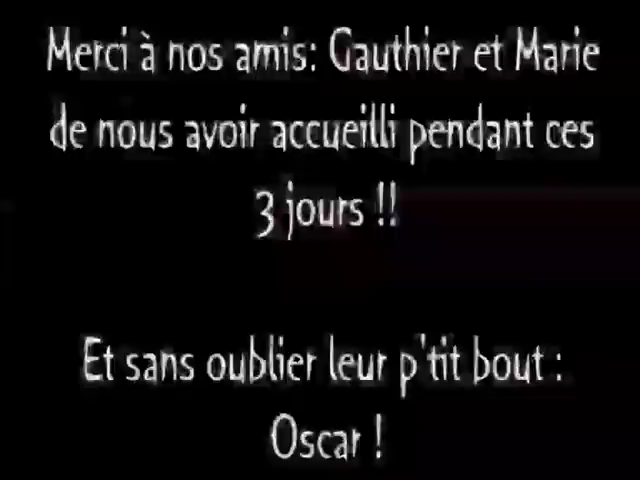 Merci à nos amis: Gauthier et Marie
de nous avoir accueilli pendant ces
3 jours !!
Et sans oublier leur p'tit bout :
Oscar !